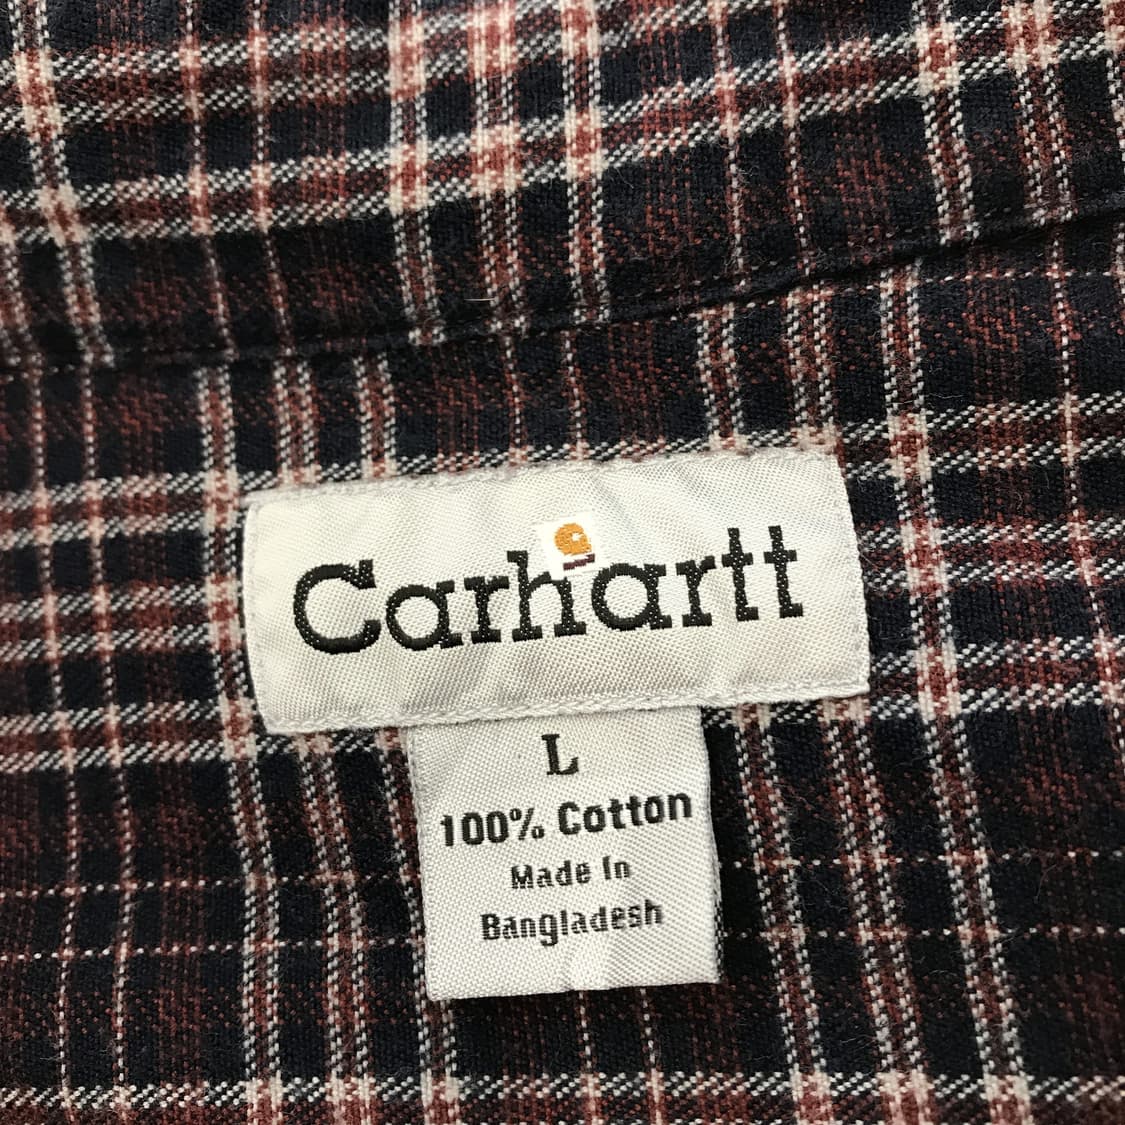 Carhartt
L
100% Cotton
Made In
Bangladesh